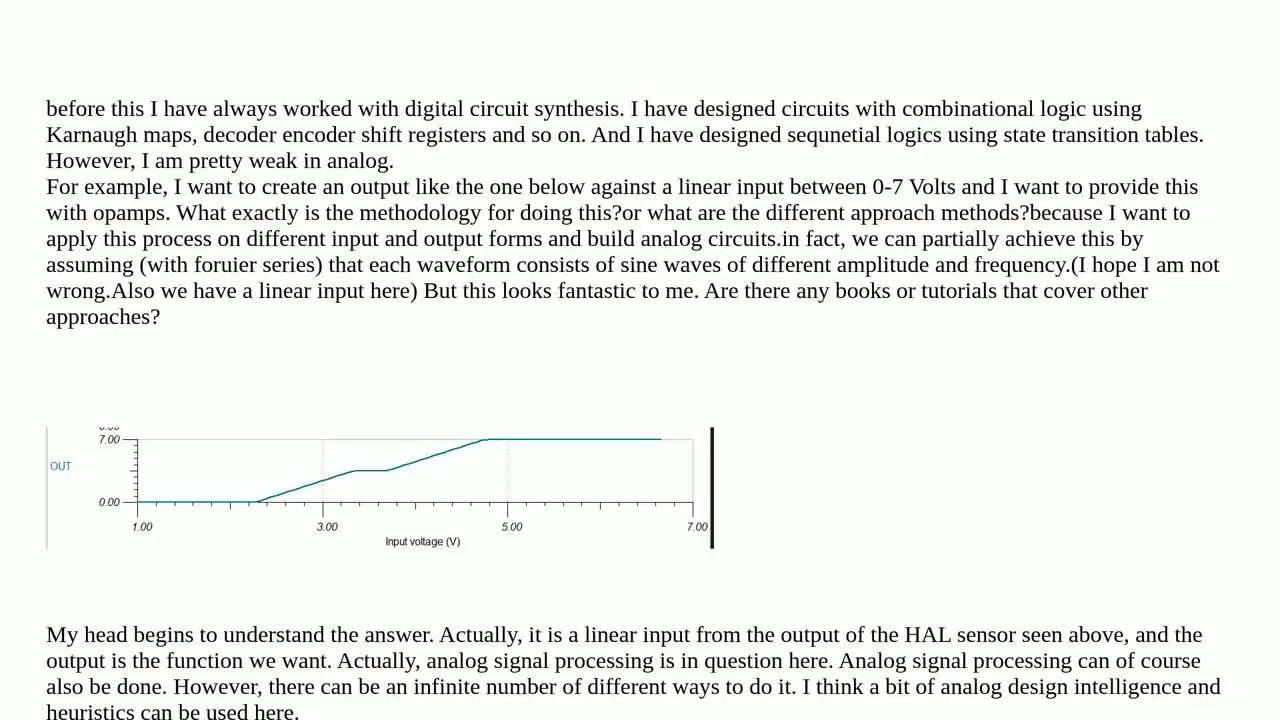 before this I have always worked with digital circuit synthesis. I have designed circuits with combinational logic using
Karnaugh maps, decoder encoder shift registers and so on. And I have designed sequnetial logics using state transition tables.
However, I am pretty weak in analog.
For example, I want to create an output like the one below against a linear input between 0-7 Volts and I want to provide this
with opamps. What exactly is the methodology for doing this?or what are the different approach methods?because I want to
apply this process on different input and output forms and build analog circuits.in fact, we can partially achieve this by
assuming (with foruier series) that each waveform consists of sine waves of different amplitude and frequency.(I hope I am not
wrong.Also we have a linear input here) But this looks fantastic to me. Are there any books or tutorials that cover other
approaches?
7.00
OUT
0.00
1.00 3.00 5.00 7.00
Input voltage (V)
My head begins to understand the answer. Actually, it is a linear input from the output of the HAL sensor seen above, and the
output is the function we want. Actually, analog signal processing is in question here. Analog signal processing can of course
also be done. However, there can be an infinite number of different ways to do it. I think a bit of analog design intelligence and
heuristics can be used here.